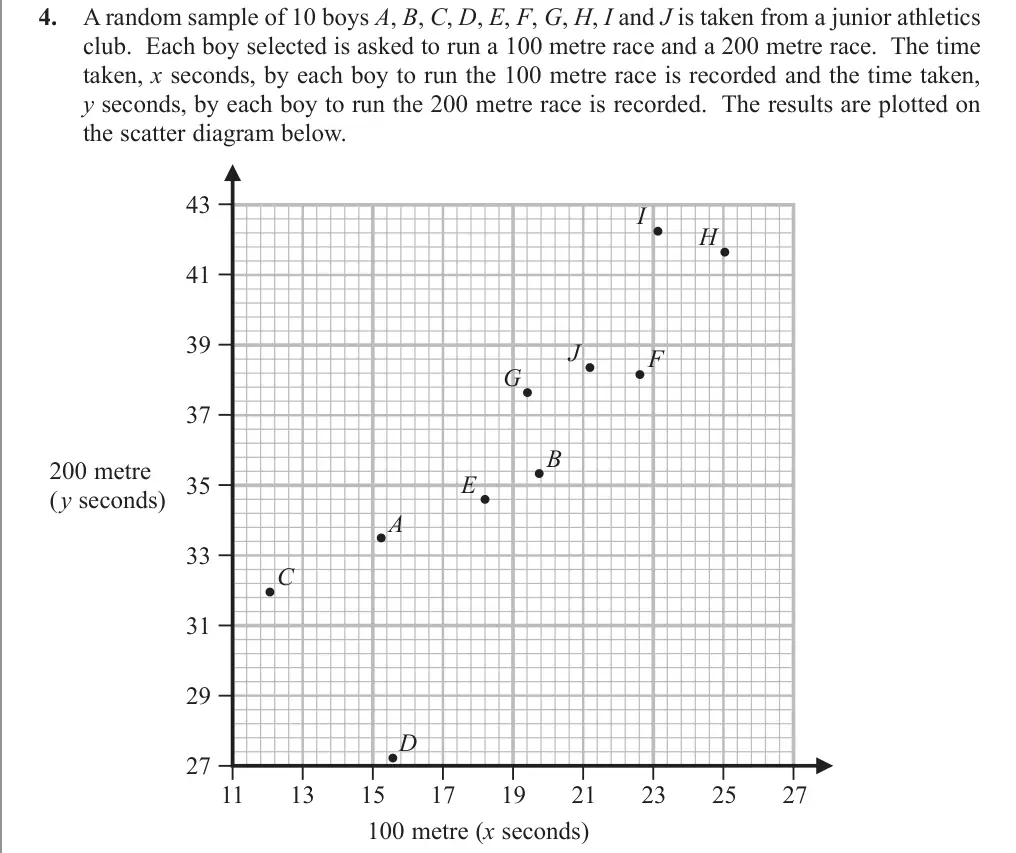 4. A random sample of 10 boys A, B, C, D, E, F, G, H, I and J is taken from a junior athletics
club. Each boy selected is asked to run a 100 metre race and a 200 metre race. The time
taken, x seconds, by each boy to run the 100 metre race is recorded and the time taken,
y seconds, by each boy to run the 200 metre race is recorded. The results are plotted on
the scatter diagram below.
43
I
H
41
39
J
F
G
37
B
200 metre
(y seconds)
35
E
A
33
C
31
29
D
27
11 13 15 17 19 21 23 25 27
100 metre (x seconds)